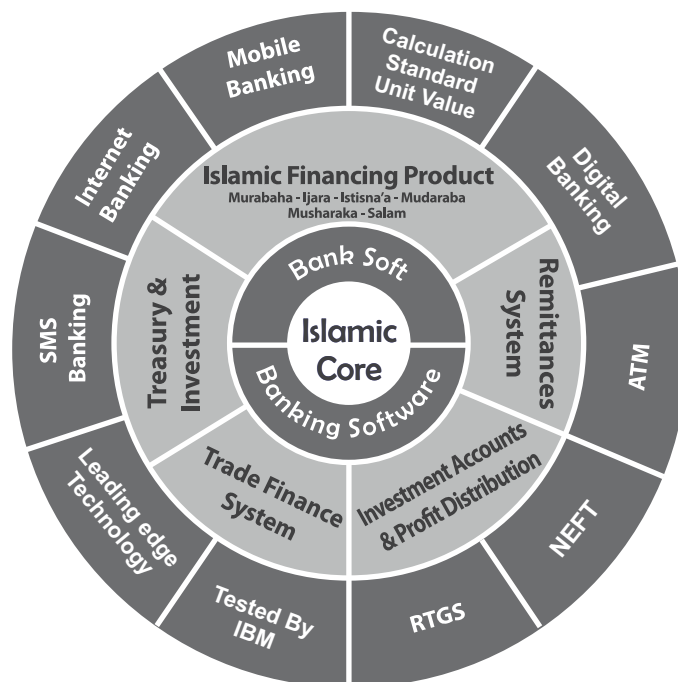 Mobile
Banking
Calculation
Standard
Unit Value
Digital
Banking
ATM
NEFT
RTGS
Tested By
IBM
Leading edge
Technology
SMS
Banking
Internet
Banking
Islamic Financing Product
Murabaha - Ijara - Istisna’a - Mudaraba
Musharaka - Salam
Remittances
System
Investment Accounts
& Profit Distribution
Trade Finance
System
Treasury &
Investment
Bank Soft
Islamic
Core
Banking Software